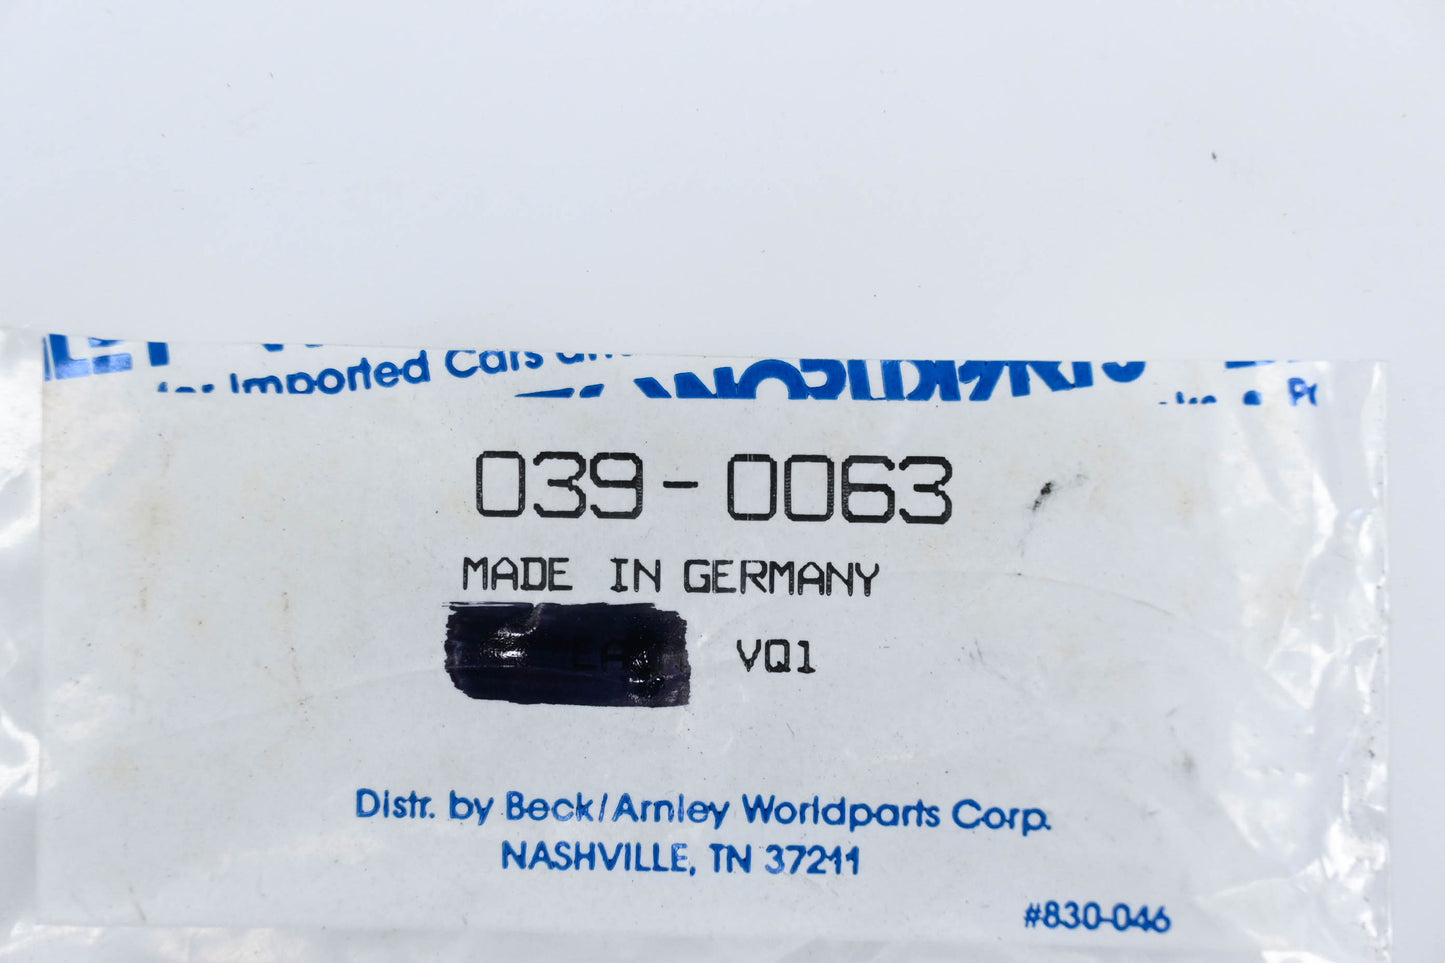 for Imported Cars
WORLDPARTS
039-0063
MADE IN GERMANY
VQ1
Distr. by Beck/Arnley Worldparts Corp.
NASHVILLE, TN 37211
#830-046